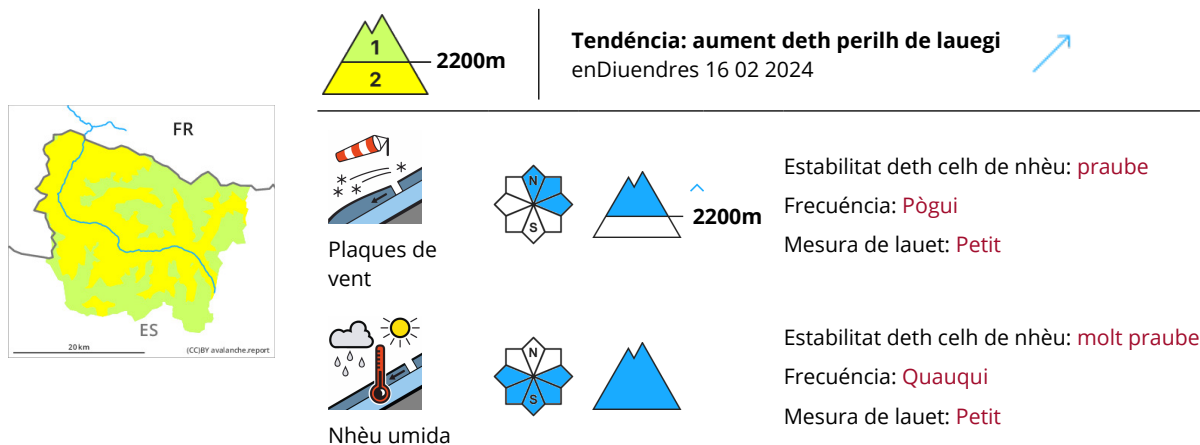 1
2
2200m
Tendéncia: aument deth perilh de lauegi
enDiuendres 16 02 2024
FR
ES
20 km
(CC)BY avalanche.report
Plaques de
vent
N
S
2200m
Estabilitat deth celh de nhèu: praube
Frecuéncia: Pògui
Mesura de lauet: Petit
Nhèu umida
N
S
Estabilitat deth celh de nhèu: molt praube
Frecuéncia: Quauqui
Mesura de lauet: Petit